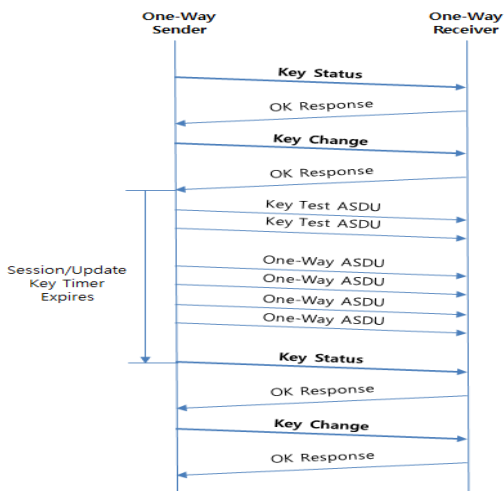 One-Way
Sender
One-Way
Receiver
Key Status
OK Response
Key Change
OK Response
Key Test ASDU
Key Test ASDU
Session/Update
Key Timer
Expires
One-Way ASDU
One-Way ASDU
One-Way ASDU
One-Way ASDU
Key Status
OK Response
Key Change
OK Response